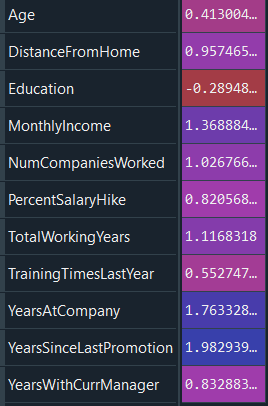 Age 0.413004…
DistanceFromHome 0.957465…
Education -0.28948…
MonthlyIncome 1.368884…
NumCompaniesWorked 1.026766…
PercentSalaryHike 0.820568…
TotalWorkingYears 1.1168318
TrainingTimesLastYear 0.552747…
YearsAtCompany 1.763328…
YearsSinceLastPromotion 1.982939…
YearsWithCurrManager 0.832883…